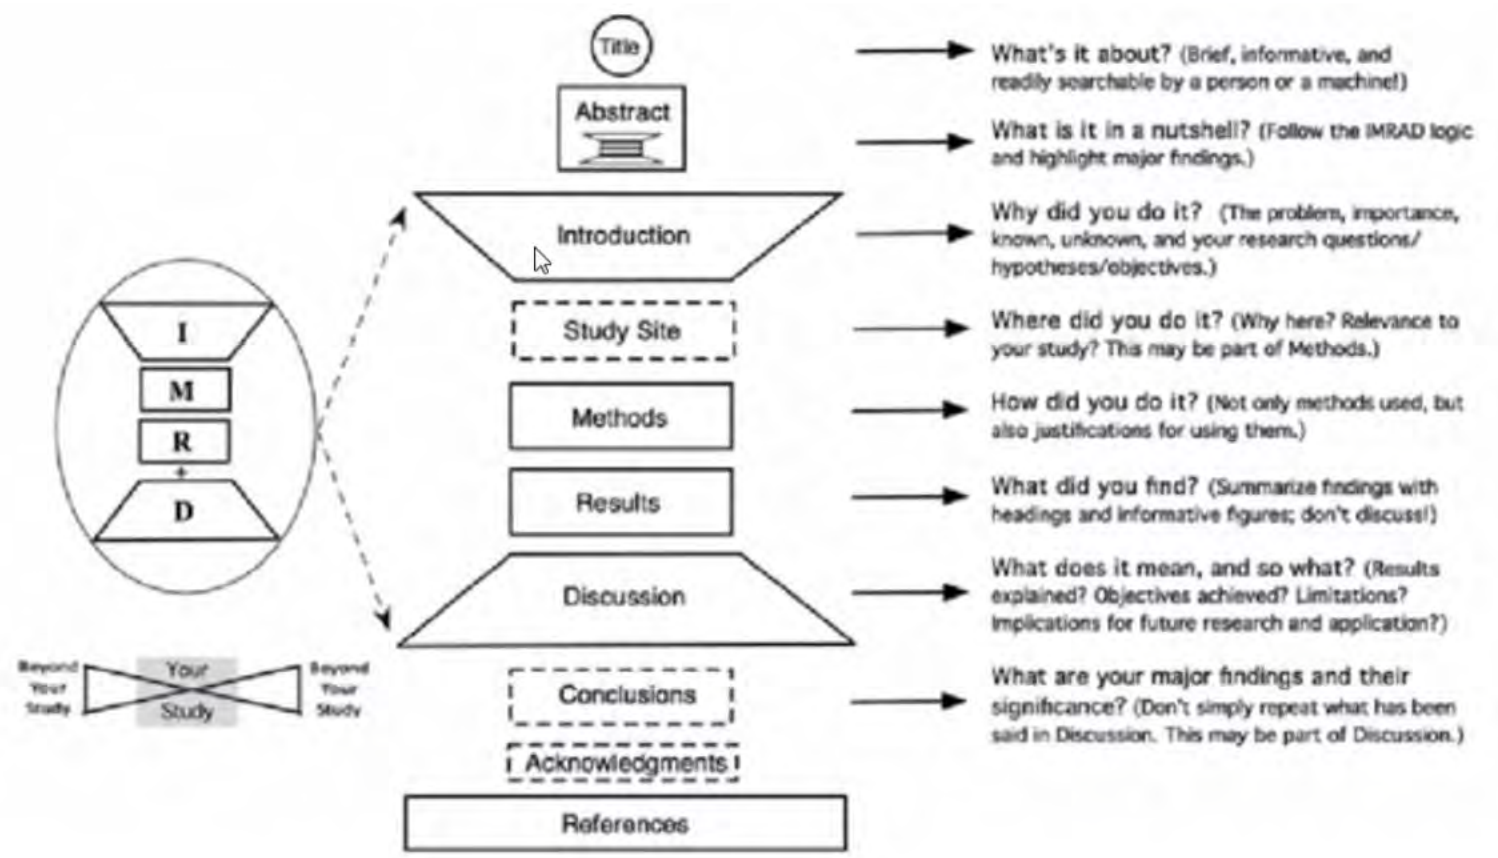 Title
What's it about? (Brief, informative, and
readily searchable by a person or a machine!)
Abstract
What is it in a nutshell? (Follow the IMRAD logic
and highlight major findings.)
Introduction
Why did you do it? (The problem, importance,
known, unknown, and your research questions/
hypotheses/objectives.)
Study Site
Where did you do it? (Why here? Relevance to
your study? This may be part of Methods.)
Methods
How did you do it? (Not only methods used, but
also justifications for using them.)
Results
What did you find? (Summarize findings with
headings and informative figures; don't discuss!)
Discussion
What does it mean, and so what? (Results
explained? Objectives achieved? Limitations?
Implications for future research and application?)
Conclusions
What are your major findings and their
significance? (Don't simply repeat what has been
said in Discussion. This may be part of Discussion.)
Acknowledgments
References
I
M
R
+
D
Beyond
Your
Study
Your
Study
Beyond
Your
Study